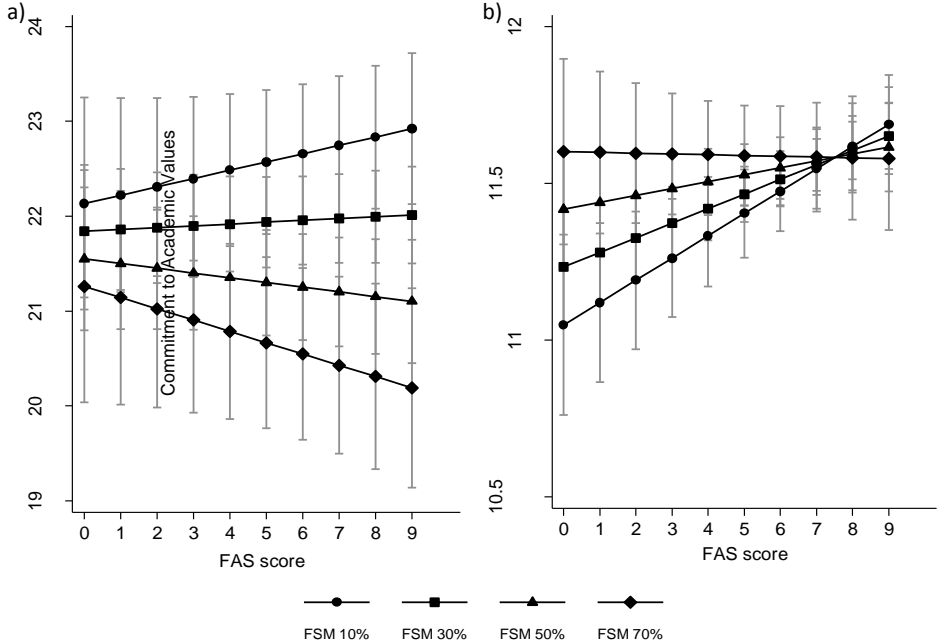 a)
24
23
22
21
20
19
Commitment to Academic Values
0 1 2 3 4 5 6 7 8 9
FAS score
b)
12
11.5
11
10.5
0 1 2 3 4 5 6 7 8 9
FAS score
FSM 10% FSM 30% FSM 50% FSM 70%